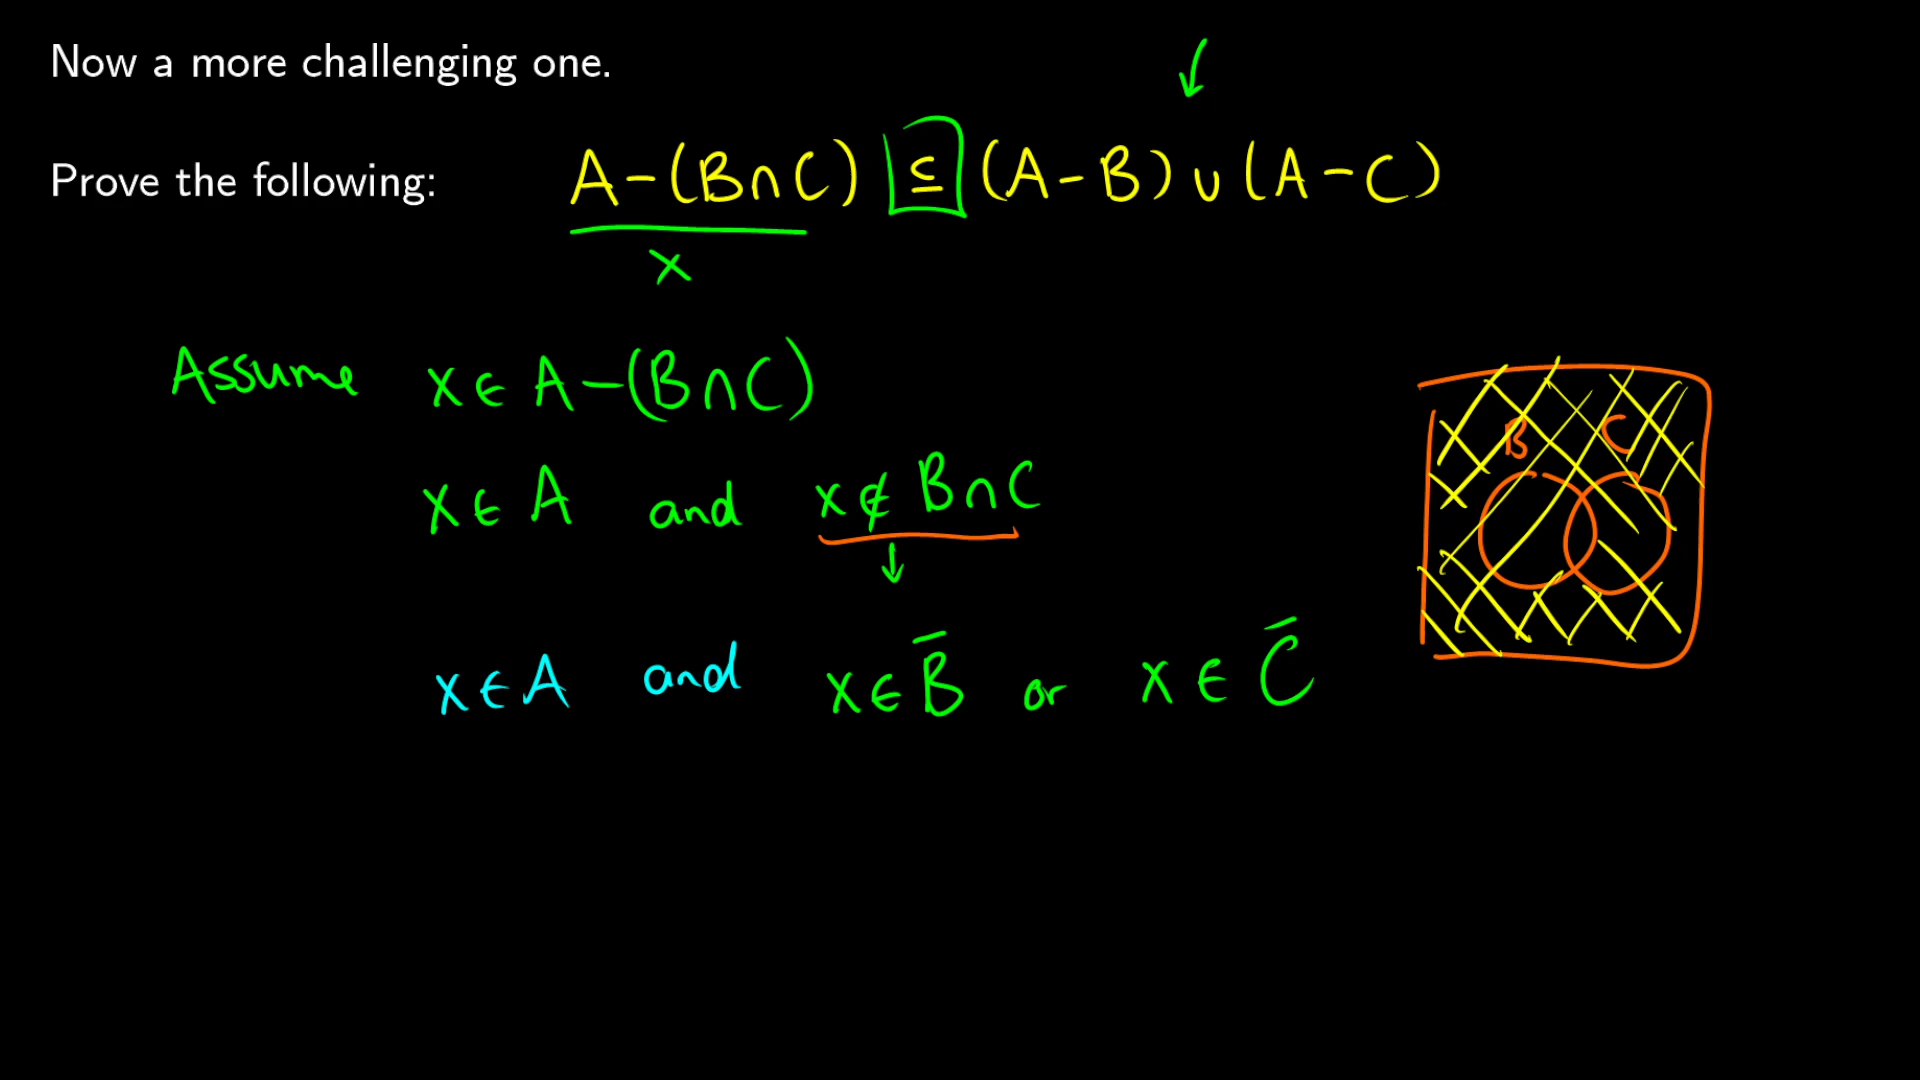 Now a more challenging one.
Prove the following: A-(B∩C) ⊆ (A-B)∪(A-C)
x
Assume x∈A-(B∩C)
B C
x∈A and x∉B∩C
x∈A and x∈B̅ or x∈C̅